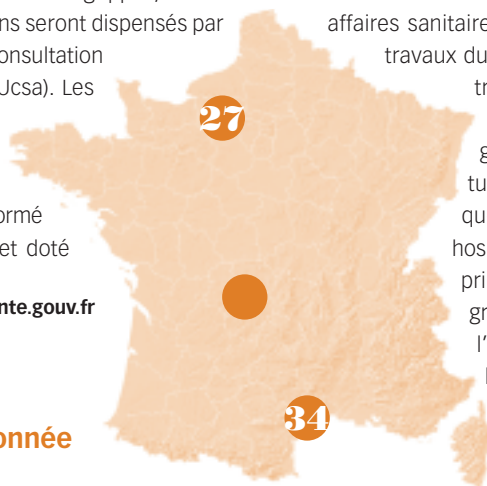 ns seront dispensés par
onsultation
Ucsa). Les
ormé
et doté
nte.gouv.fr
onnée
affaires sanitaire
travaux du
tr
g
tu
qu
hos
pri
gr
l'
27
34